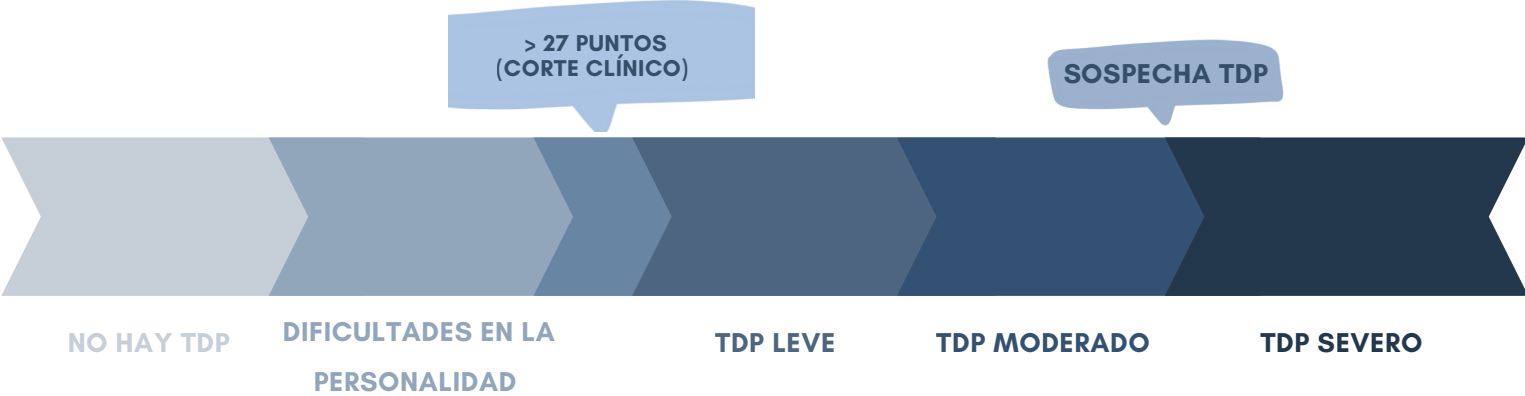 > 27 PUNTOS
(CORTE CLÍNICO)
SOSPECHA TDP
NO HAY TDP
DIFICULTADES EN LA
PERSONALIDAD
TDP LEVE
TDP MODERADO
TDP SEVERO